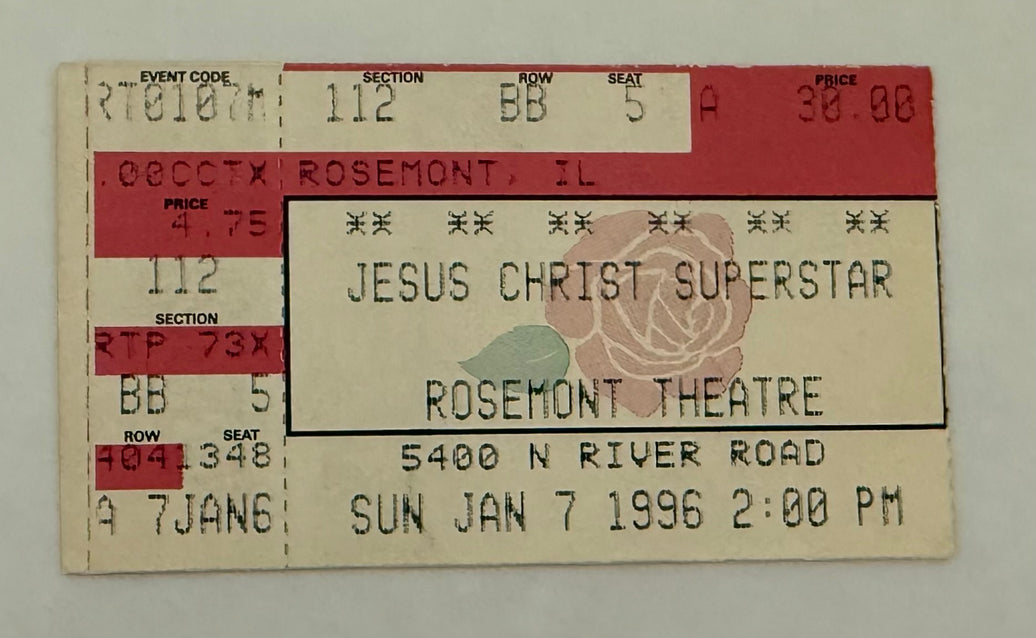 EVENT CODE SECTION ROW SEAT PRICE
RT0107M 112 BB 5 A 30.00
.00CCTX ROSEMONT, IL
PRICE
4.75
112
SECTION
RTP 73X
BB 5
ROW SEAT
4041348
A 7JAN6
** ** ** ** ** **
JESUS CHRIST SUPERSTAR
ROSEMONT THEATRE
5400 N RIVER ROAD
SUN JAN 7 1996 2:00 PM